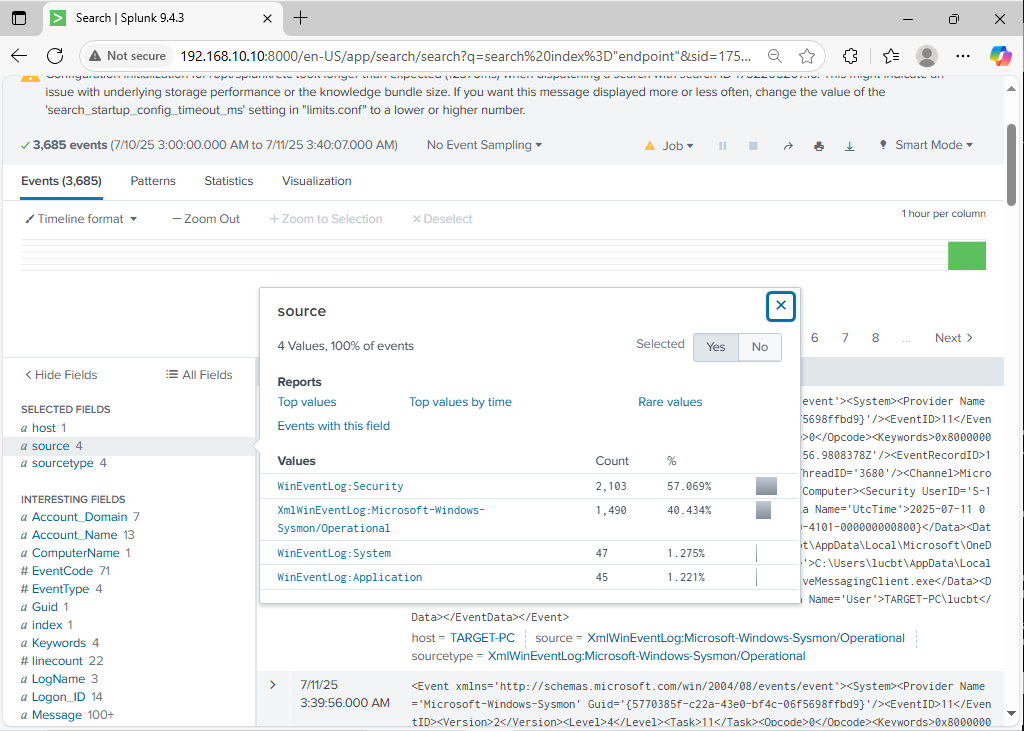 Search | Splunk 9.4.3
Not secure
192.168.10.10:8000/en-US/app/search/search?q=search%20index%3D"endpoint"&sid=175...
issue with underlying storage performance or the knowledge bundle size. If you want this message displayed more or less often, change the value of the
'search_startup_config_timeout_ms' setting in "limits.conf" to a lower or higher number.
3,685 events (7/10/25 3:00:00.000 AM to 7/11/25 3:40:07.000 AM)
No Event Sampling
Job
Smart Mode
Events (3,685)
Patterns
Statistics
Visualization
Timeline format
— Zoom Out
+ Zoom to Selection
× Deselect
1 hour per column
source
4 Values, 100% of events
Selected
Yes
No
Reports
Top values
Top values by time
Rare values
Events with this field
Values Count %
WinEventLog:Security 2,103 57.069%
XmlWinEventLog:Microsoft-Windows-
Sysmon/Operational 1,490 40.434%
WinEventLog:System 47 1.275%
WinEventLog:Application 45 1.221%
6 7 8 ... Next >
< Hide Fields
All Fields
SELECTED FIELDS
a host 1
a source 4
a sourcetype 4
INTERESTING FIELDS
a Account_Domain 7
a Account_Name 13
a ComputerName 1
# EventCode 71
# EventType 4
a Guid 1
a index 1
a Keywords 4
# linecount 22
a LogName 3
a Logon_ID 14
a Message 100+
event'><System><Provider Name
5698ffbd9}'/><EventID>11</Even
>0</Opcode><Keywords>0x8000000
56.9808378Z'/><EventRecordID>1
hreadID='3680'/><Channel>Micro
Computer><Security UserID='S-1
a Name='UtcTime'>2025-07-11 0
-4101-000000000800}</Data><Dat
bt\AppData\Local\Microsoft\OneD
'>C:\Users\lucbt\AppData\Local
veMessagingClient.exe</Data><D
Name='User'>TARGET-PC\lucbt</
Data></EventData></Event>
host = TARGET-PC
source = XmlWinEventLog:Microsoft-Windows-Sysmon/Operational
sourcetype = XmlWinEventLog:Microsoft-Windows-Sysmon/Operational
7/11/25
3:39:56.000 AM
<Event xmlns='http://schemas.microsoft.com/win/2004/08/events/event'><System><Provider Name
='Microsoft-Windows-Sysmon' Guid='{5770385f-c22a-43e0-bf4c-06f5698ffbd9}'/><EventID>11</Even
tID><Version>2</Version><Level>4</Level><Task>11</Task><Opcode>0</Opcode><Keywords>0x8000000